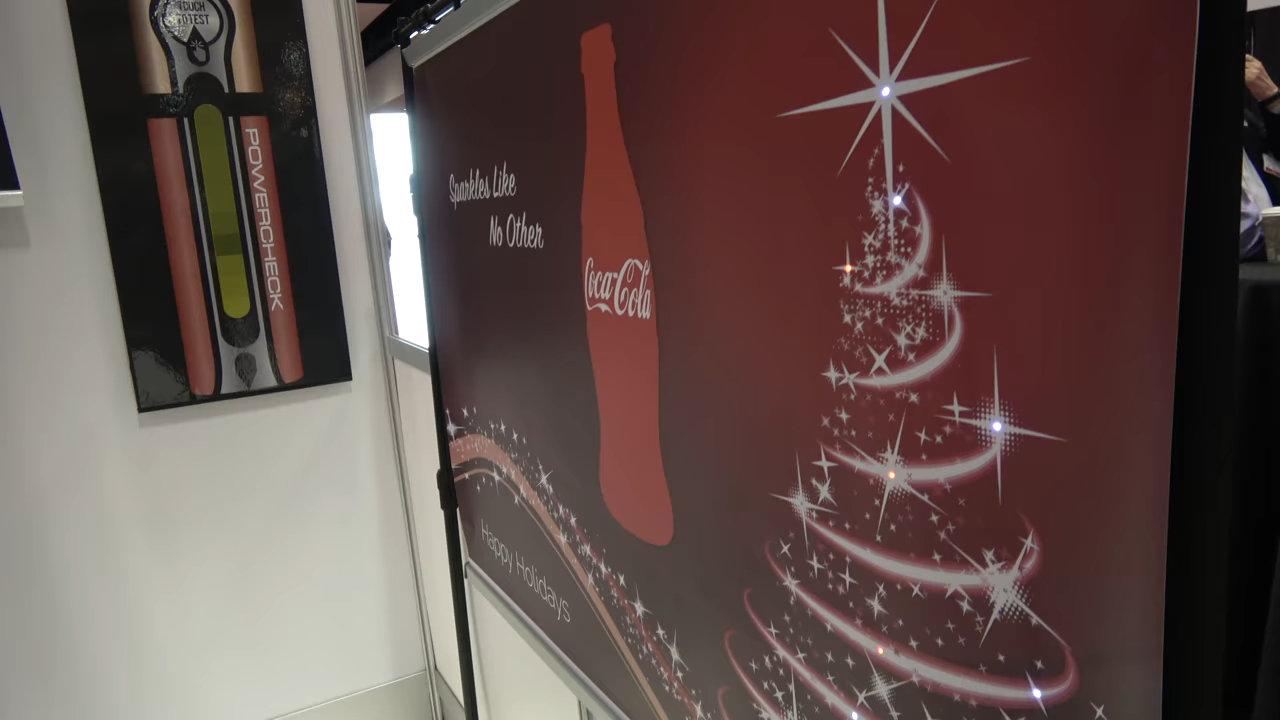 TOUCH
TO TEST
POWERCHECK
Sparkles Like
No Other
Coca-Cola
Happy Holidays